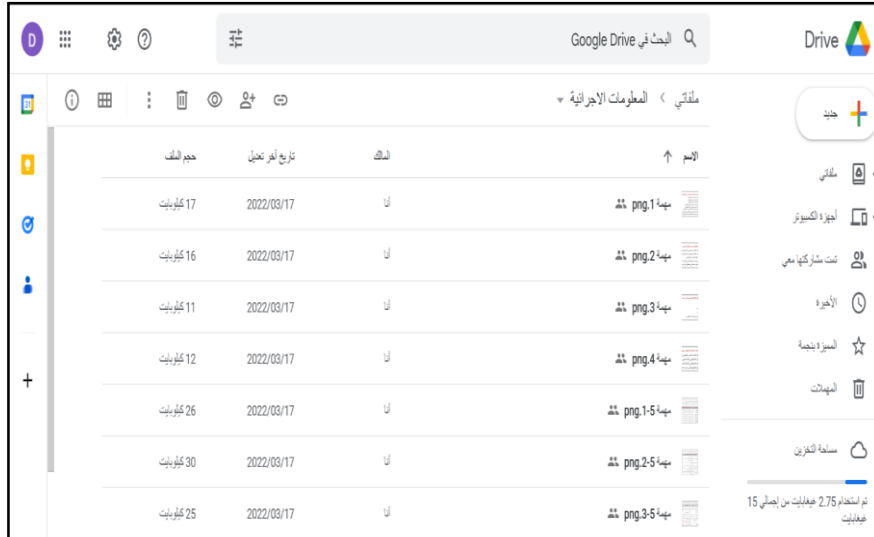 Drive
البحث في Google Drive
D
جديد
ملفاتي
أجهزة الكمبيوتر
تمت مشاركتها معي
الأخيرة
المميزة بنجمة
المهملات
مساحة التخزين
تم استخدام 2.75 غيغابايت من إجمالي 15
غيغابايت
ملفاتي > المعلومات الاجرائية
الاسم المالك تاريخ آخر تعديل حجم الملف
مهمة 1.png أنا 2022/03/17 17 كيلوبايت
مهمة 2.png أنا 2022/03/17 16 كيلوبايت
مهمة 3.png أنا 2022/03/17 11 كيلوبايت
مهمة 4.png أنا 2022/03/17 12 كيلوبايت
مهمة 5-1.png أنا 2022/03/17 26 كيلوبايت
مهمة 5-2.png أنا 2022/03/17 30 كيلوبايت
مهمة 5-3.png أنا 2022/03/17 25 كيلوبايت
31